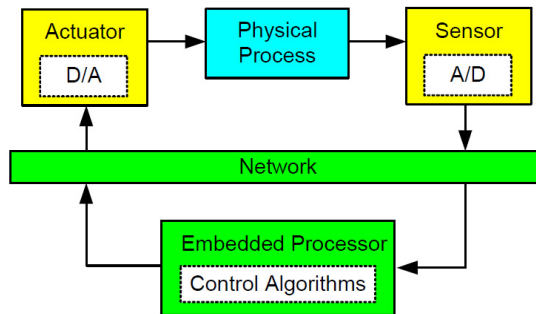 Actuator
D/A
Physical
Process
Sensor
A/D
Network
Embedded Processor
Control Algorithms